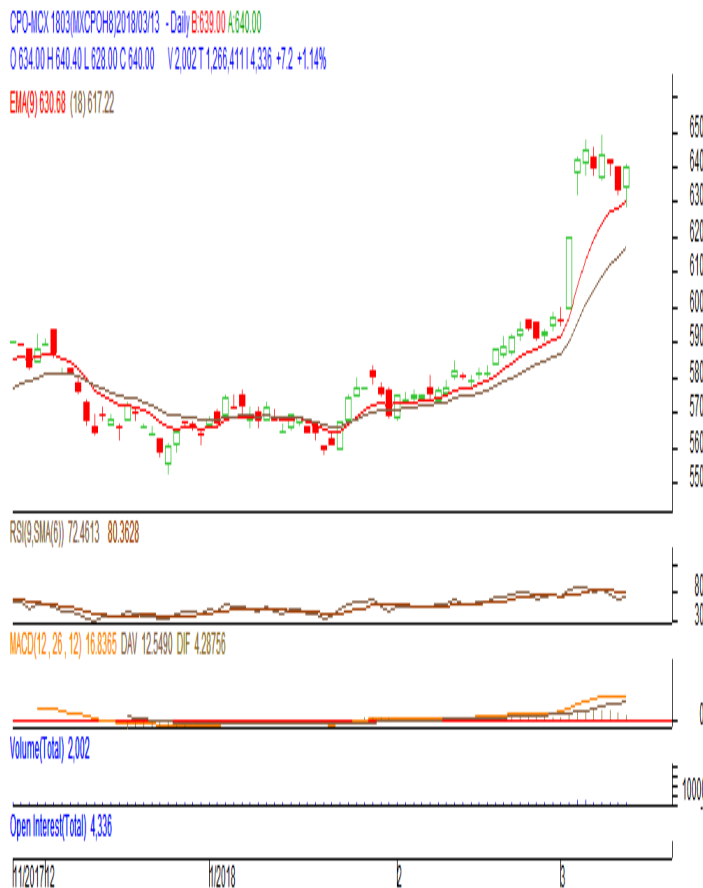 CPO-MCX 1803(MXCPOH8)2018/03/13 - Daily B:639.00 A:640.00
O 634.00 H 640.40 L 628.00 C 640.00 V 2,002 T 1,266,411 I 4,336 +7.2 +1.14%
EMA(9) 630.68 (18) 617.22
650
640
630
620
610
600
590
580
570
560
550
RSI(9,SMA(6)) 72.4613 80.3628
80
30
MACD(12 , 26 , 12) 16.8365 DAV 12.5490 DIF 4.28756
0
Volume(Total) 2,002
10000
Open Interest(Total) 4,336
11/2017 12 1/2018 2 3